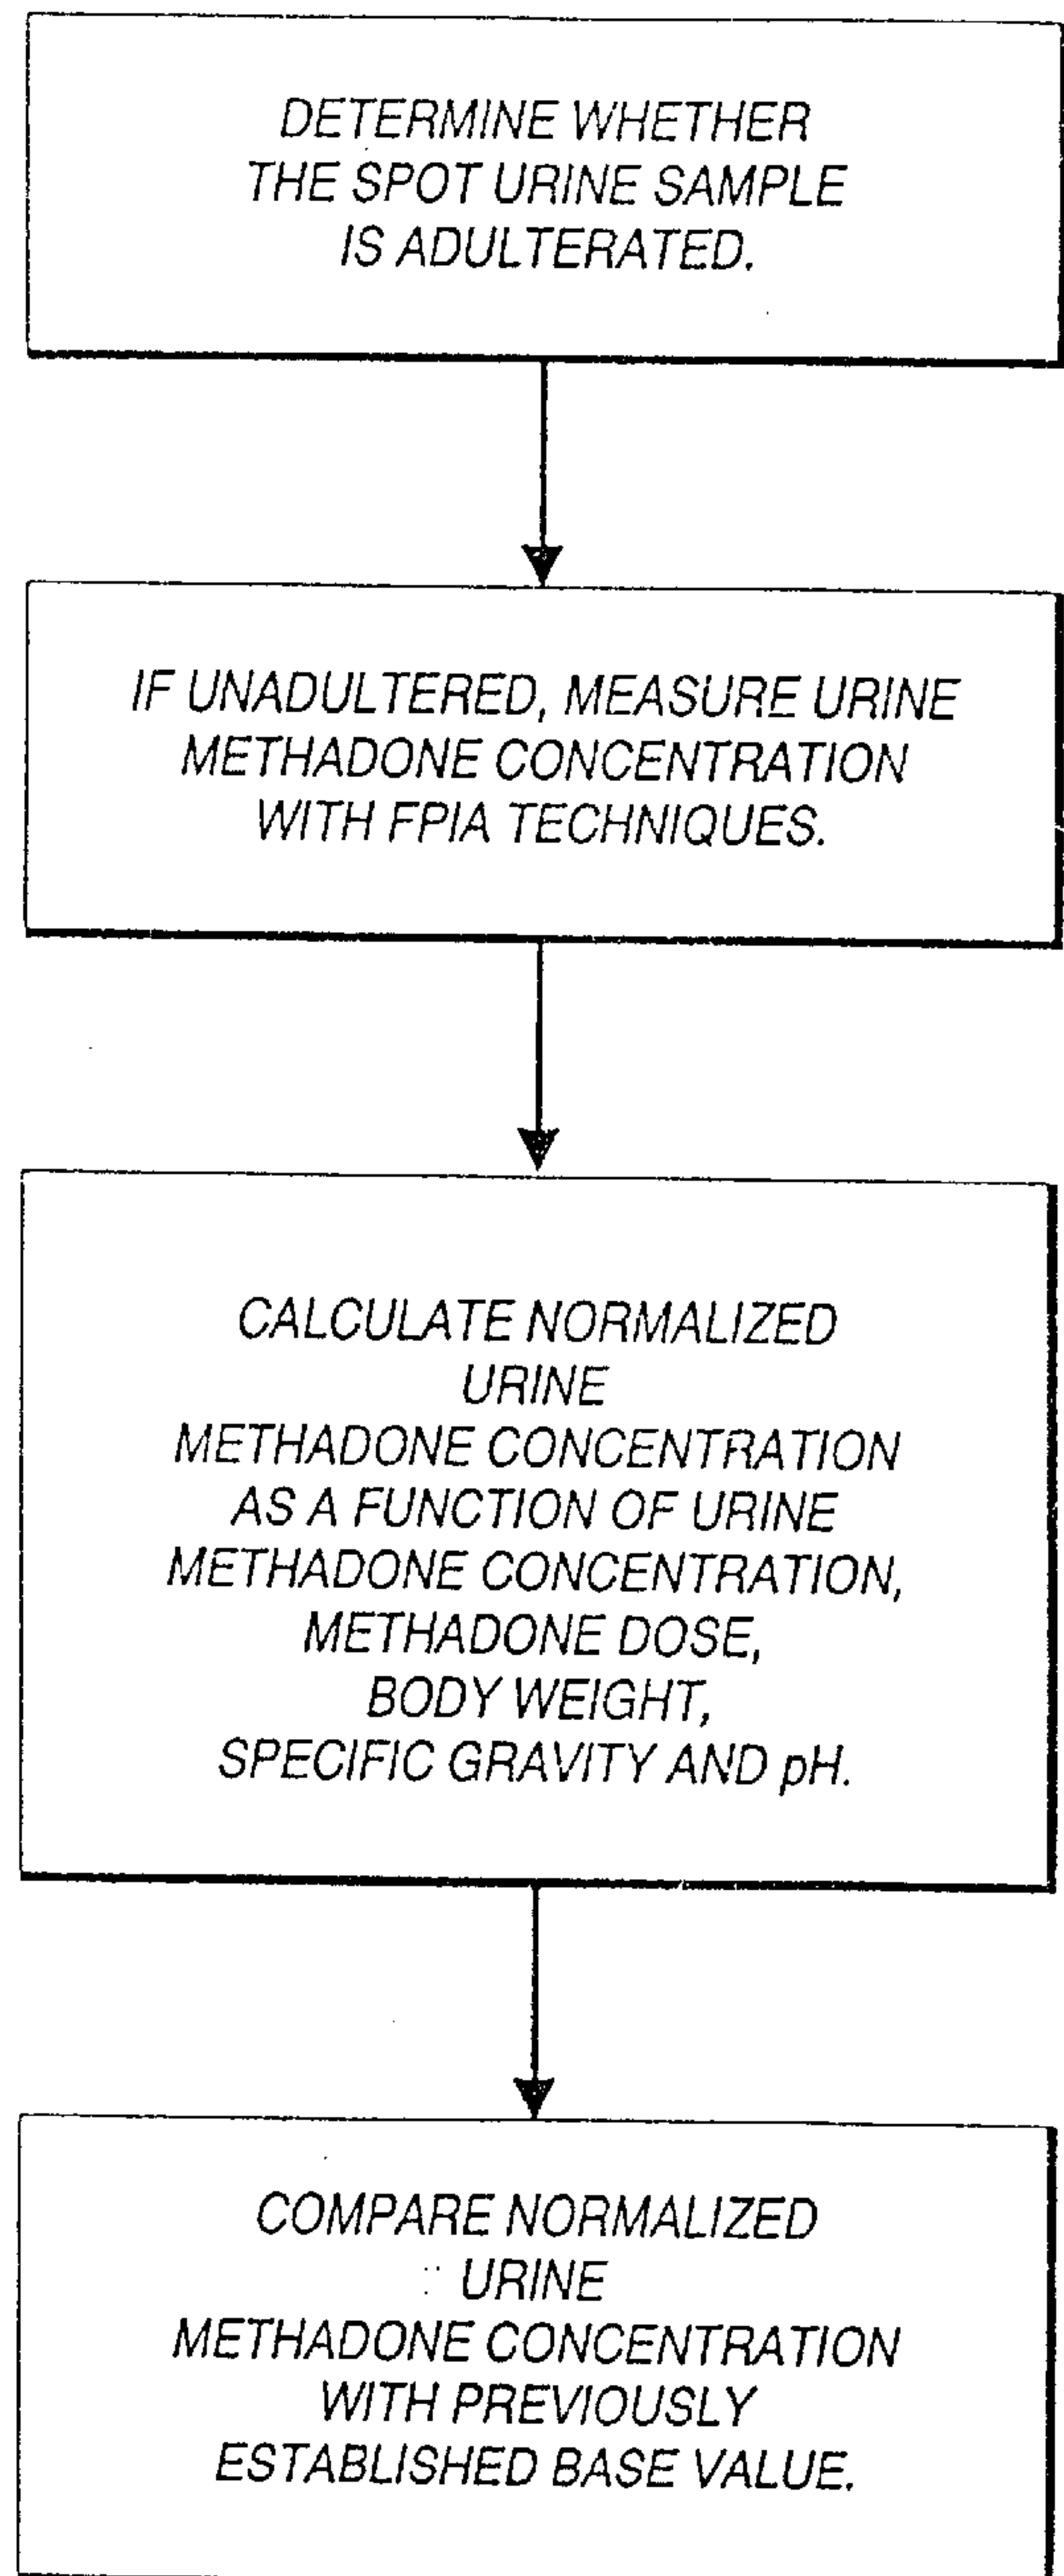 DETERMINE WHETHER
THE SPOT URINE SAMPLE
IS ADULTERATED.
IF UNADULTERED, MEASURE URINE
METHADONE CONCENTRATION
WITH FPIA TECHNIQUES.
CALCULATE NORMALIZED
URINE
METHADONE CONCENTRATION
AS A FUNCTION OF URINE
METHADONE CONCENTRATION,
METHADONE DOSE,
BODY WEIGHT,
SPECIFIC GRAVITY AND pH.
COMPARE NORMALIZED
URINE
METHADONE CONCENTRATION
WITH PREVIOUSLY
ESTABLISHED BASE VALUE.